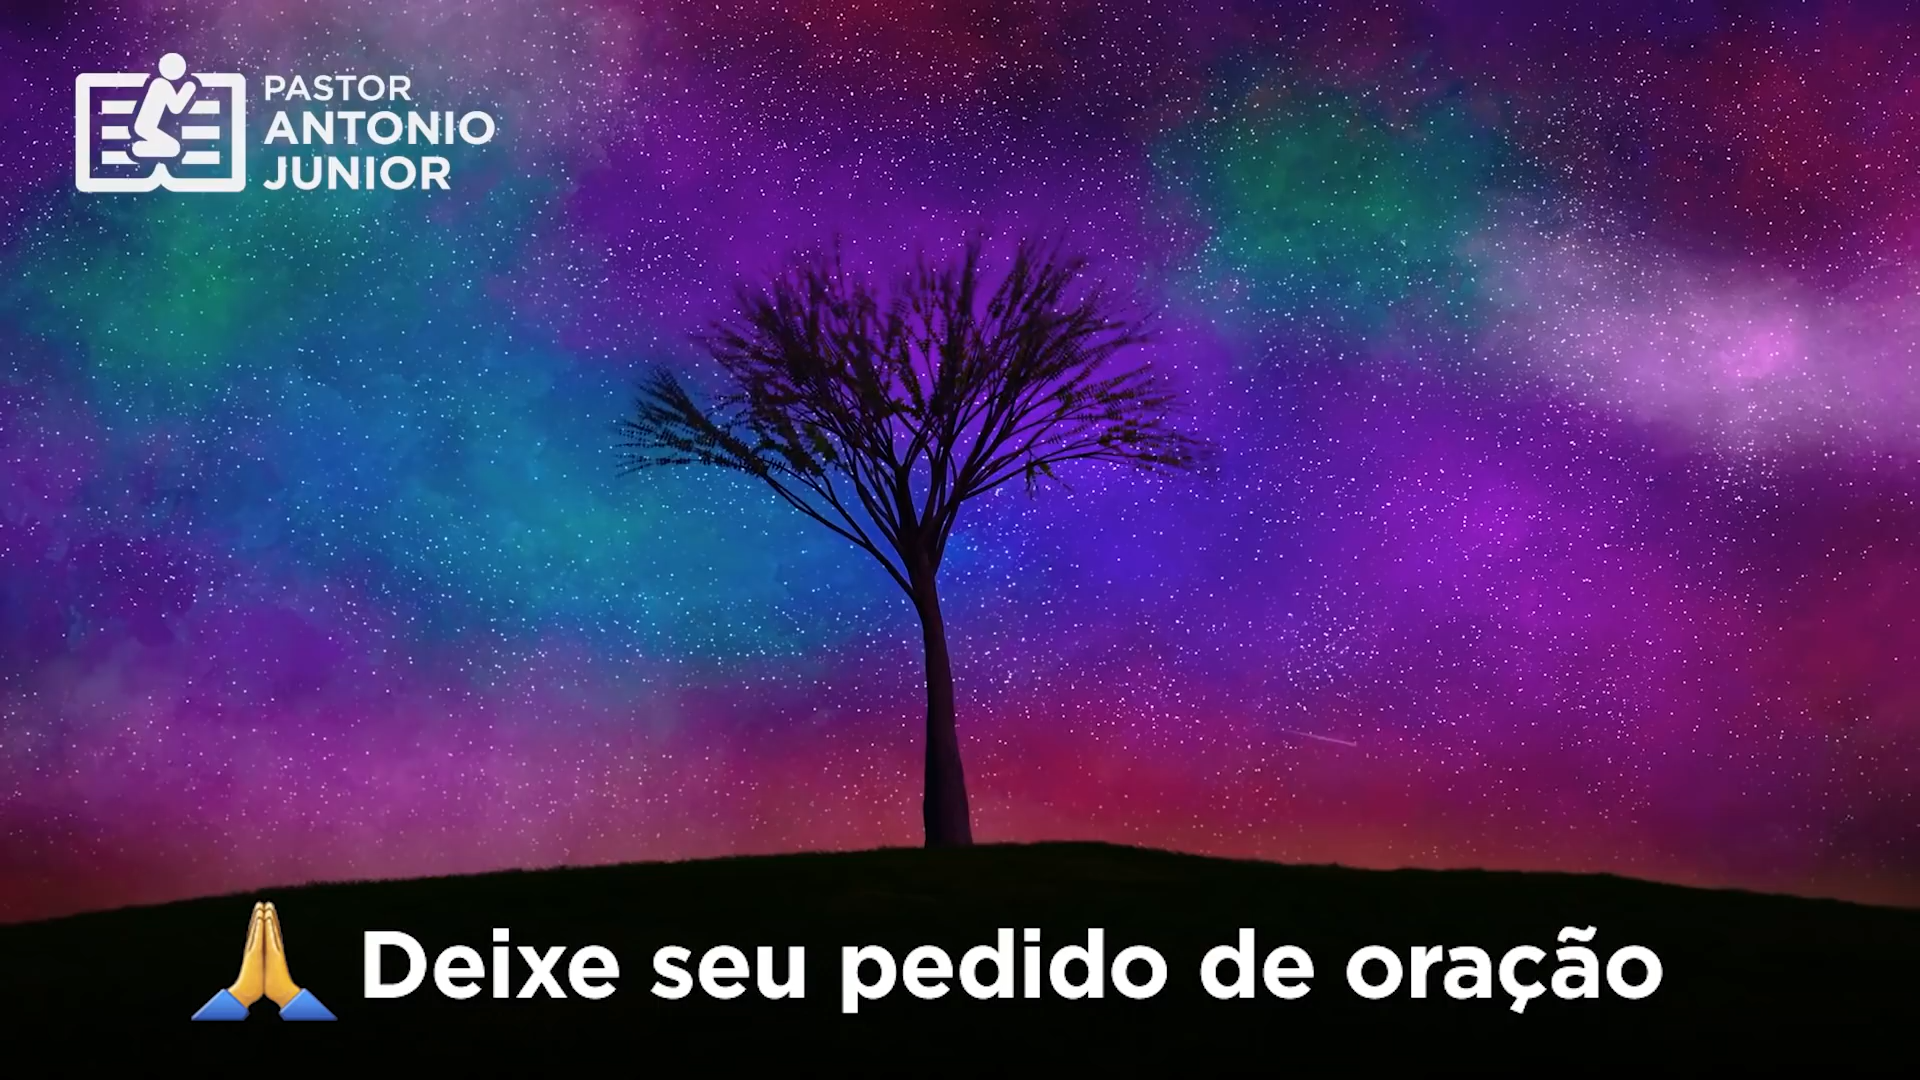 PASTOR
ANTONIO
JUNIOR
🙏 Deixe seu pedido de oração